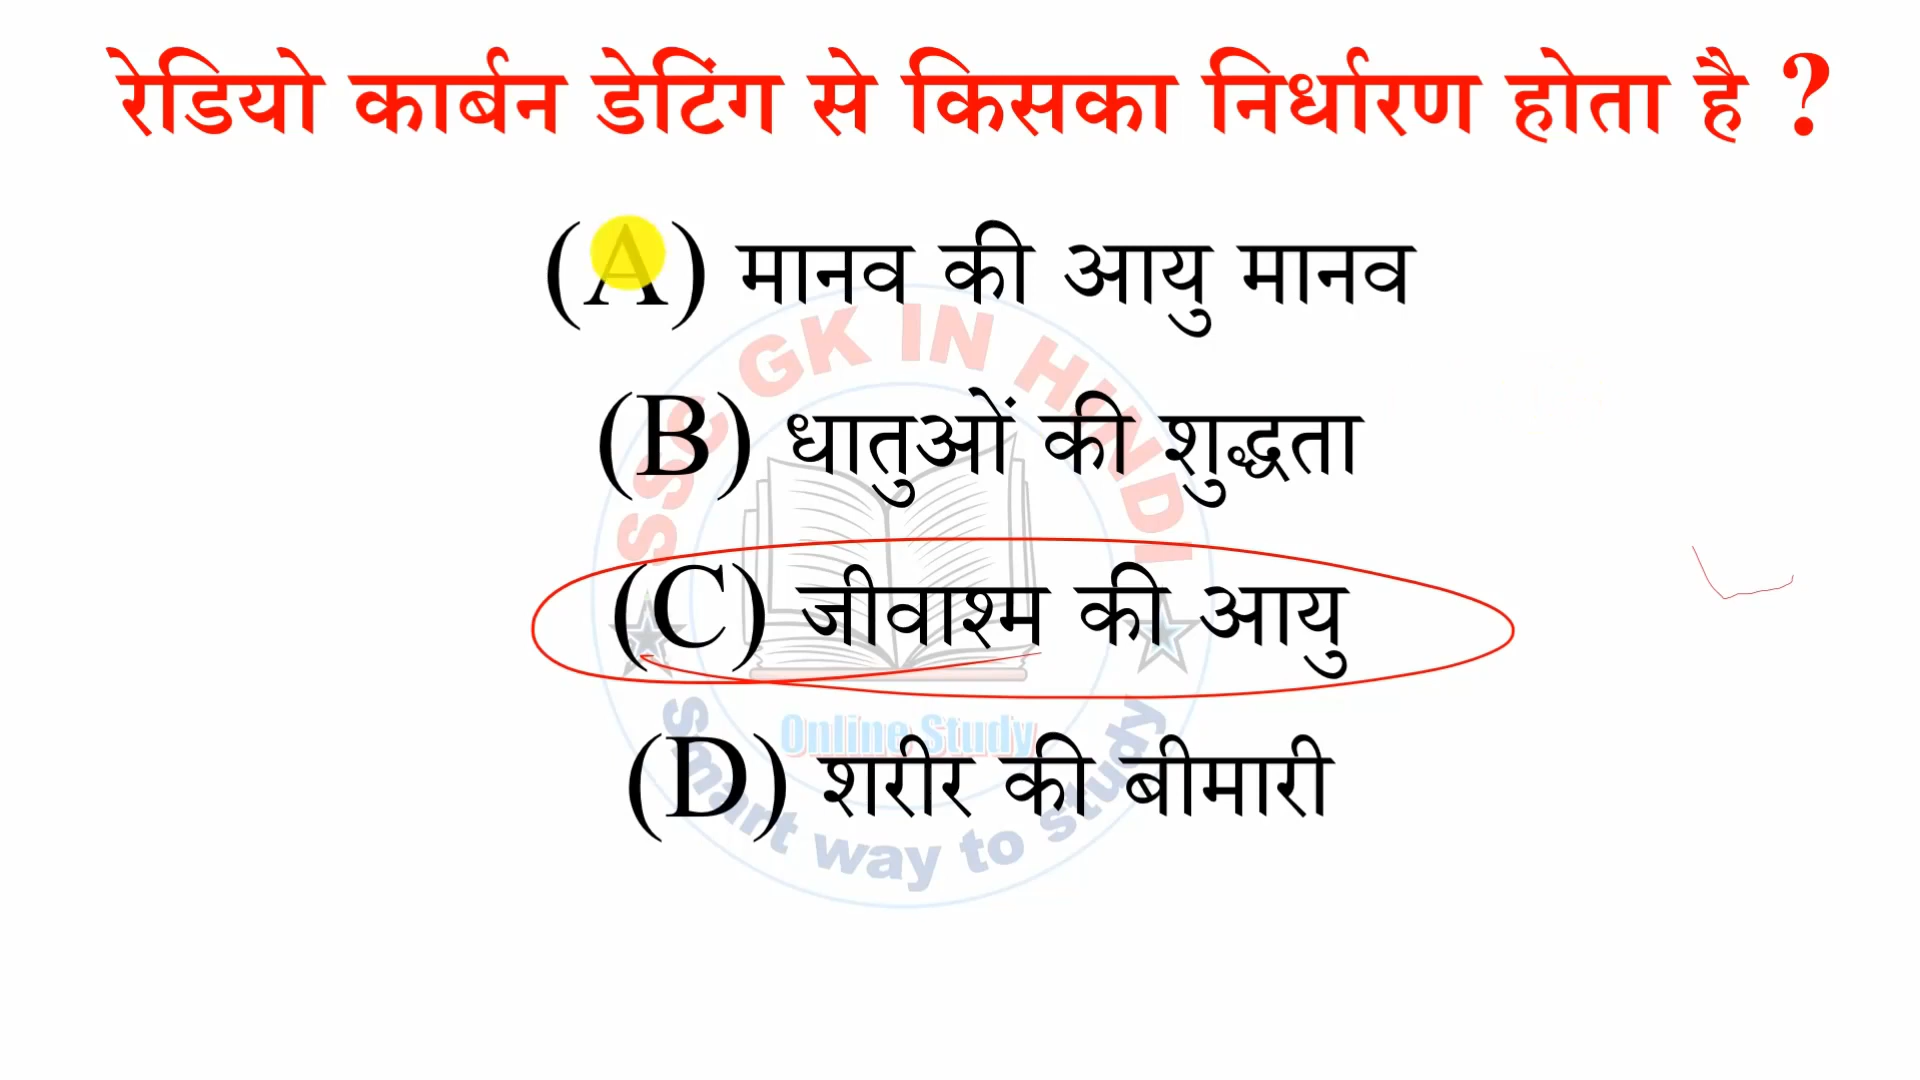 रेडियो कार्बन डेटिंग से किसका निर्धारण होता है ?
(A) मानव की आयु मानव
SSC GK IN HINDI
(B) धातुओं की शुद्धता
(C) जीवाश्म की आयु
Online Study
(D) शरीर की बीमारी
Smart way to study